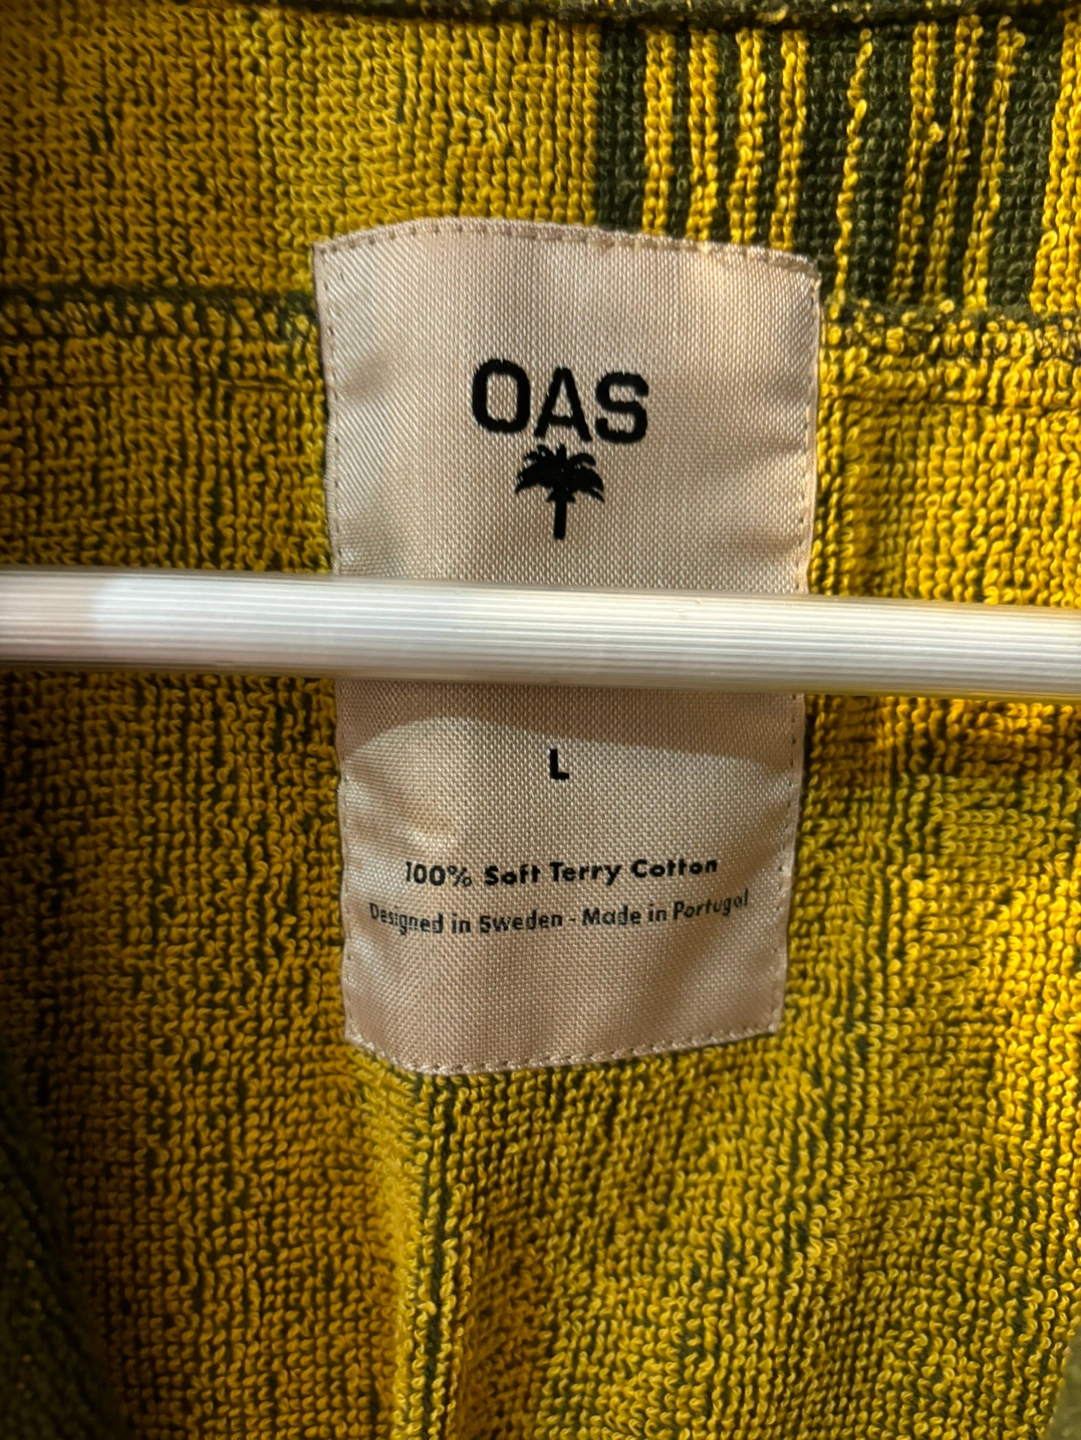 OAS
L
100% Soft Terry Cotton
Designed in Sweden - Made in Portugal